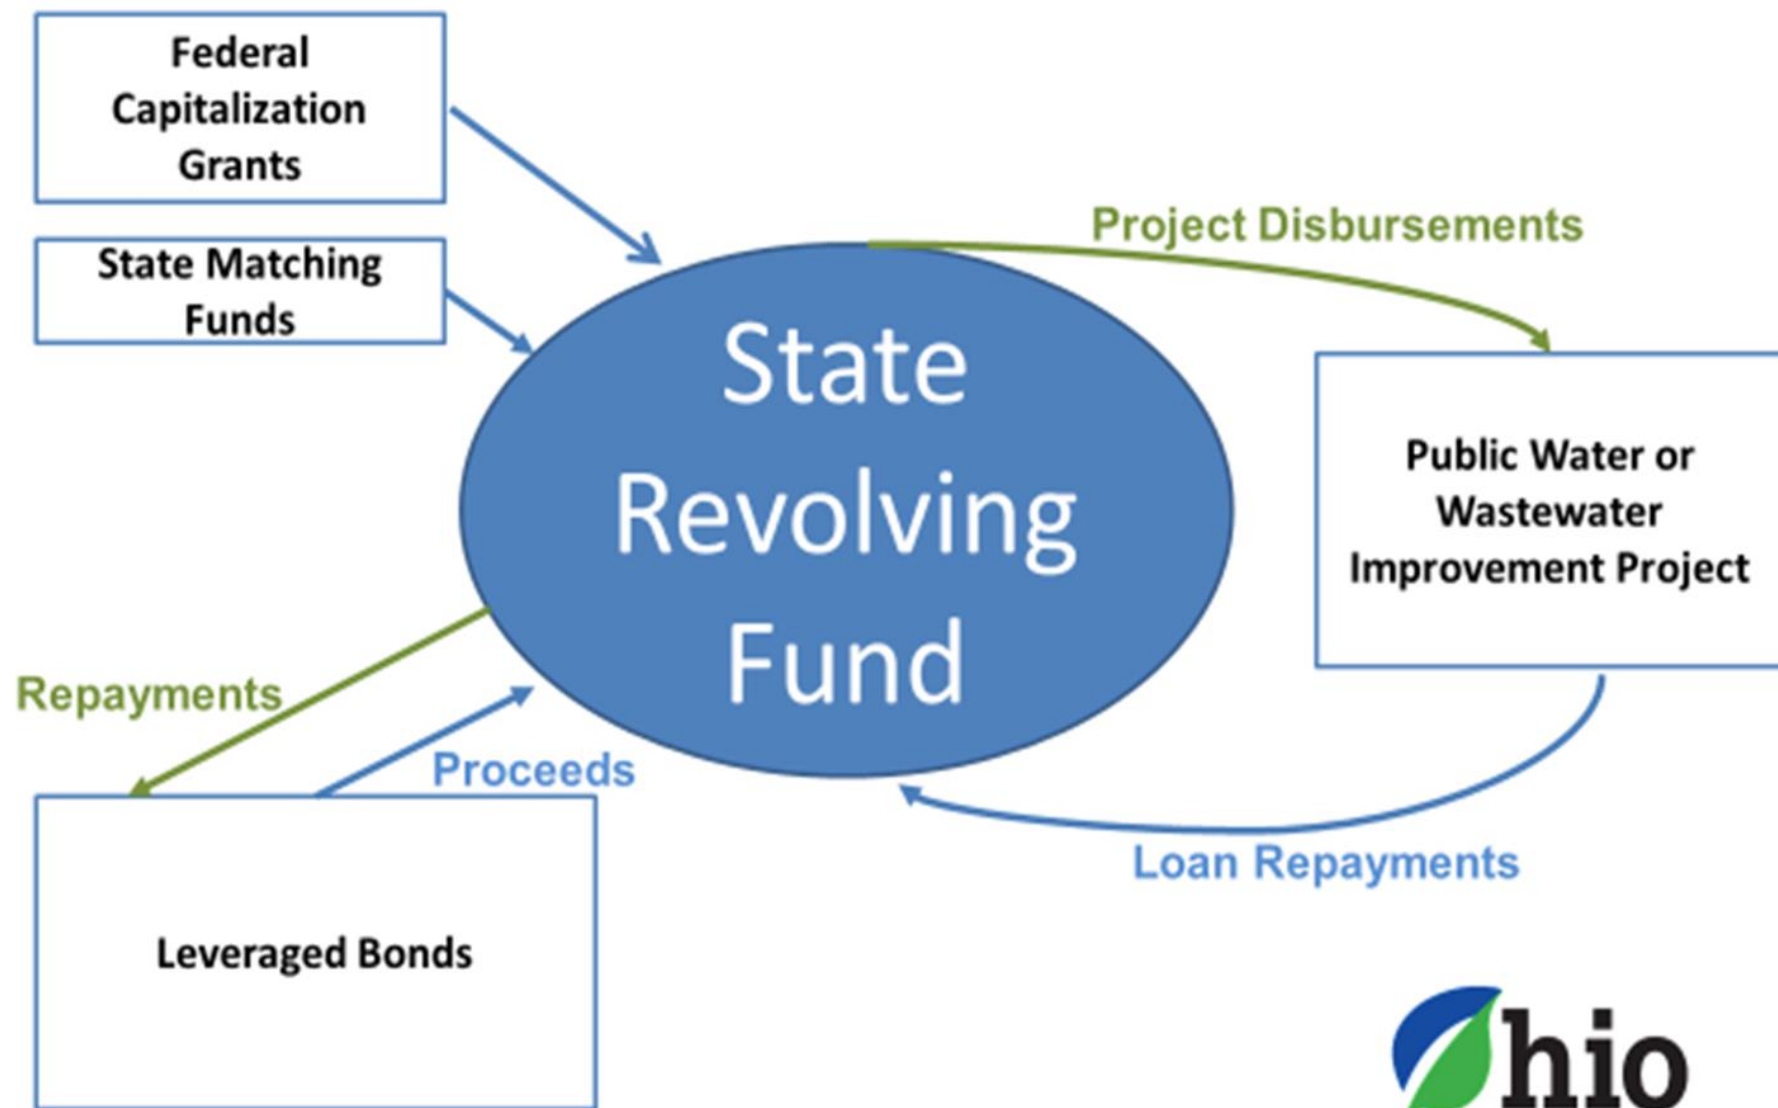 Federal
Capitalization
Grants
State Matching
Funds
Project Disbursements
State
Revolving
Fund
Public Water or
Wastewater
Improvement Project
Repayments
Proceeds
Loan Repayments
Leveraged Bonds
Ohio